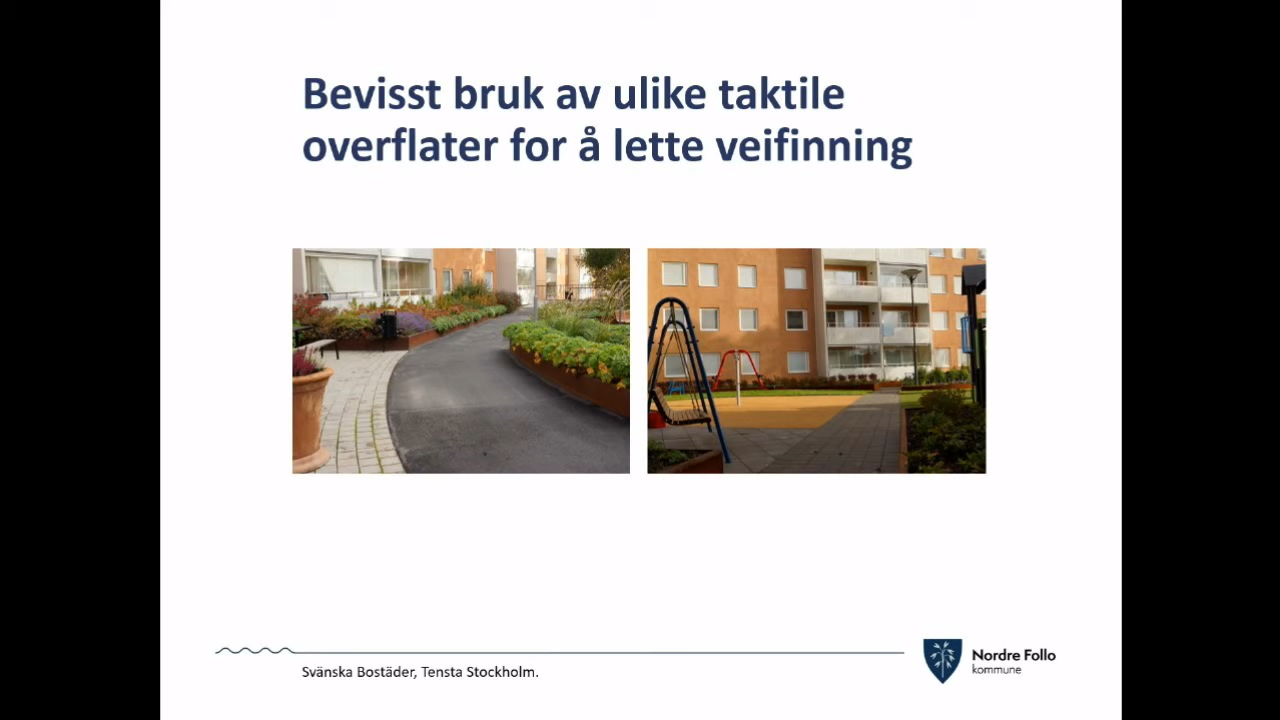 Bevisst bruk av ulike taktile
overflater for å lette veifinning
Svänska Bostäder, Tensta Stockholm.
Nordre Follo
kommune